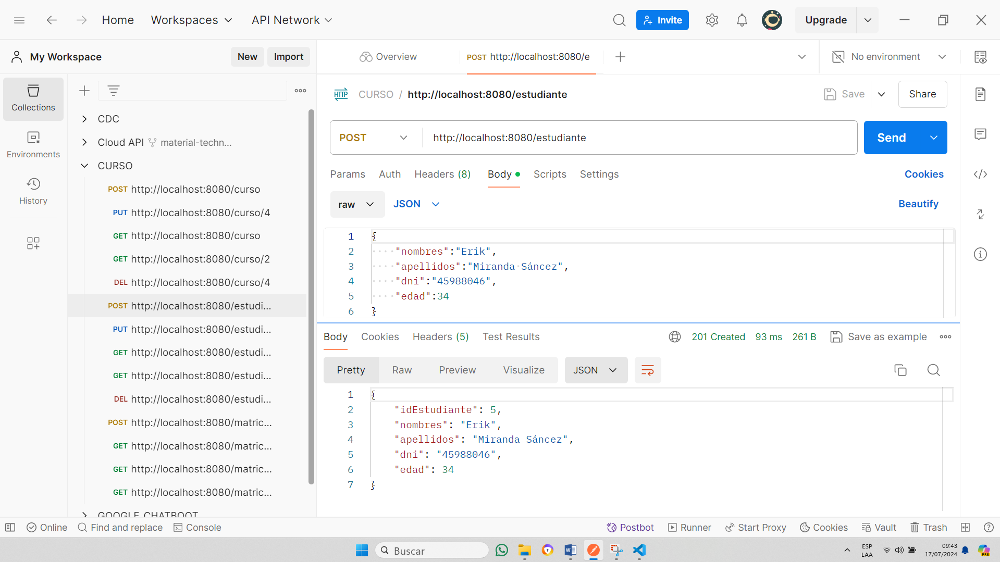 Home Workspaces API Network Invite Upgrade
My Workspace New Import
Overview POST http://localhost:8080/e No environment
Collections
Environments
History
CDC
Cloud API material-techn...
CURSO
POST http://localhost:8080/curso
PUT http://localhost:8080/curso/4
GET http://localhost:8080/curso
GET http://localhost:8080/curso/2
DEL http://localhost:8080/curso/4
POST http://localhost:8080/estudi...
PUT http://localhost:8080/estudi...
GET http://localhost:8080/estudi...
GET http://localhost:8080/estudi...
DEL http://localhost:8080/estudi...
POST http://localhost:8080/matric...
GET http://localhost:8080/matric...
GET http://localhost:8080/matric...
GET http://localhost:8080/matric...
GOOGLE CHATBOOT
HTTP CURSO / http://localhost:8080/estudiante Save Share
POST http://localhost:8080/estudiante Send
Params Auth Headers (8) Body Scripts Settings Cookies
raw JSON Beautify
1 {
2 "nombres":"Erik",
3 "apellidos":"Miranda Sáncez",
4 "dni":"45988046",
5 "edad":34
6 }
Body Cookies Headers (5) Test Results 201 Created 93 ms 261 B Save as example
Pretty Raw Preview Visualize JSON
1 {
2 "idEstudiante": 5,
3 "nombres": "Erik",
4 "apellidos": "Miranda Sáncez",
5 "dni": "45988046",
6 "edad": 34
7 }
Online Find and replace Console Postbot Runner Start Proxy Cookies Vault Trash
Buscar
ESP
LAA
09:43
17/07/2024
PRE